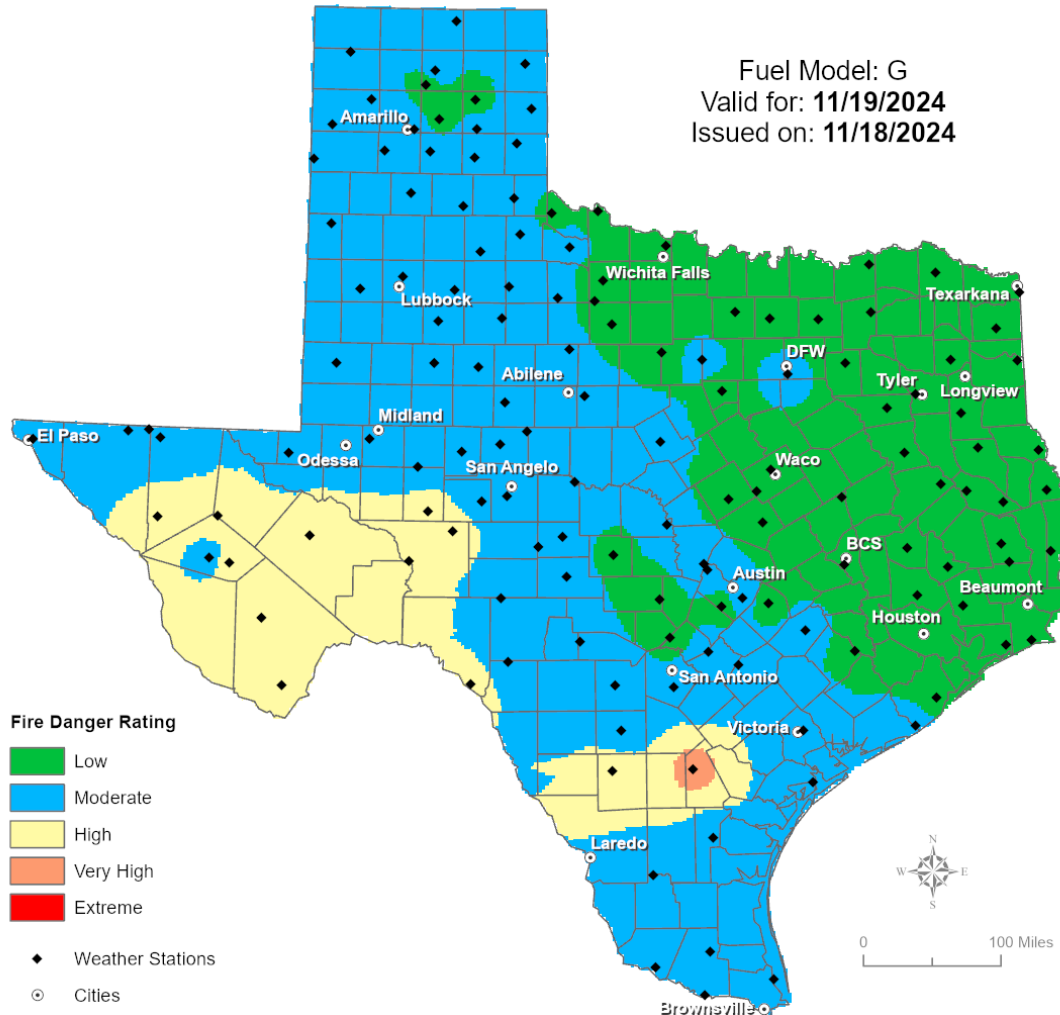 Fuel Model: G
Valid for: 11/19/2024
Issued on: 11/18/2024
Amarillo
Wichita Falls
Lubbock
Texarkana
DFW
Abilene
Tyler
Longview
Midland
El Paso
Odessa
San Angelo
Waco
BCS
Austin
Beaumont
Houston
San Antonio
Victoria
Laredo
Brownsville
Fire Danger Rating
Low
Moderate
High
Very High
Extreme
Weather Stations
Cities
N
W E
S
0 100 Miles